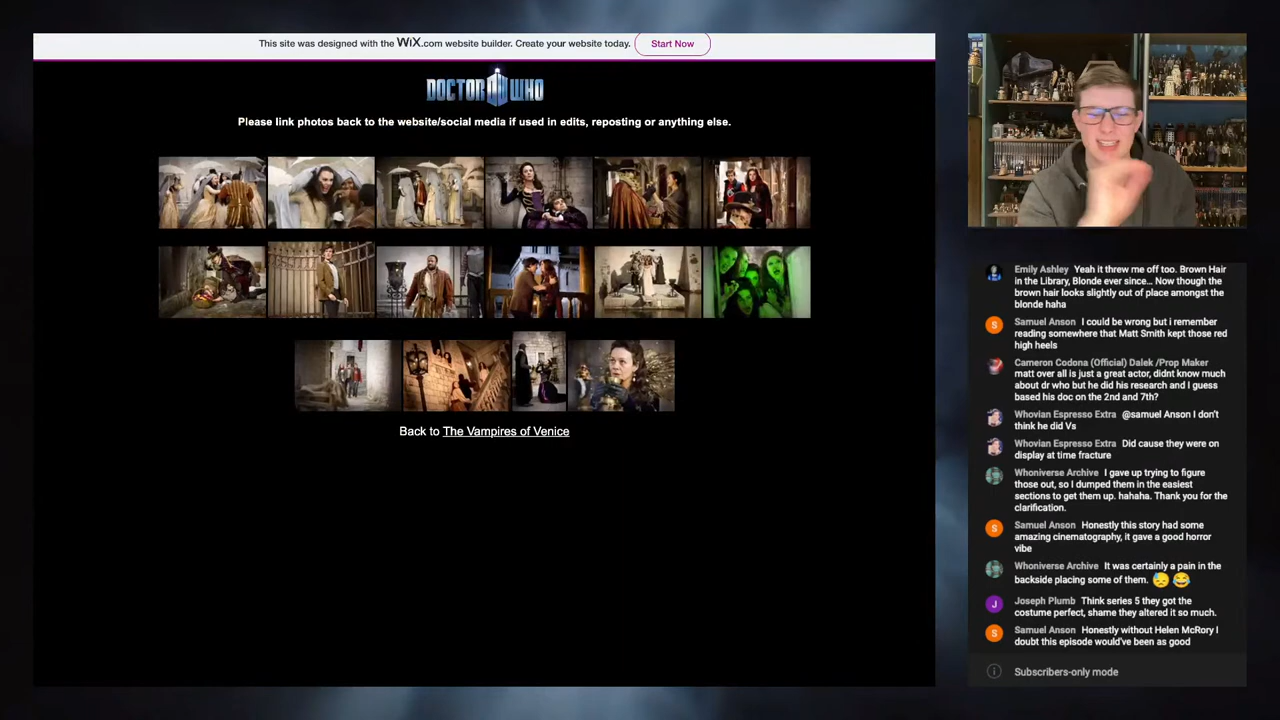 This site was designed with the WiX.com website builder. Create your website today.
Start Now
DOCTOR WHO
Please link photos back to the website/social media if used in edits, reposting or anything else.
Back to The Vampires of Venice
Emily Ashley Yeah it threw me off too. Brown Hair
in the Library, Blonde ever since... Now though the
brown hair looks slightly out of place amongst the
blonde haha
S
Samuel Anson I could be wrong but i remember
reading somewhere that Matt Smith kept those red
high heels
Cameron Codona (Official) Dalek /Prop Maker
matt over all is just a great actor, didnt know much
about dr who but he did his research and I guess
based his doc on the 2nd and 7th?
Whovian Espresso Extra @samuel Anson I don't
think he did Vs
Whovian Espresso Extra Did cause they were on
display at time fracture
Whoniverse Archive I gave up trying to figure
those out, so I dumped them in the easiest
sections to get them up. hahaha. Thank you for the
clarification.
S
Samuel Anson Honestly this story had some
amazing cinematography, it gave a good horror
vibe
Whoniverse Archive It was certainly a pain in the
backside placing some of them. 😓 😂
J
Joseph Plumb Think series 5 they got the
costume perfect, shame they altered it so much.
S
Samuel Anson Honestly without Helen McRory I
doubt this episode would've been as good
Subscribers-only mode